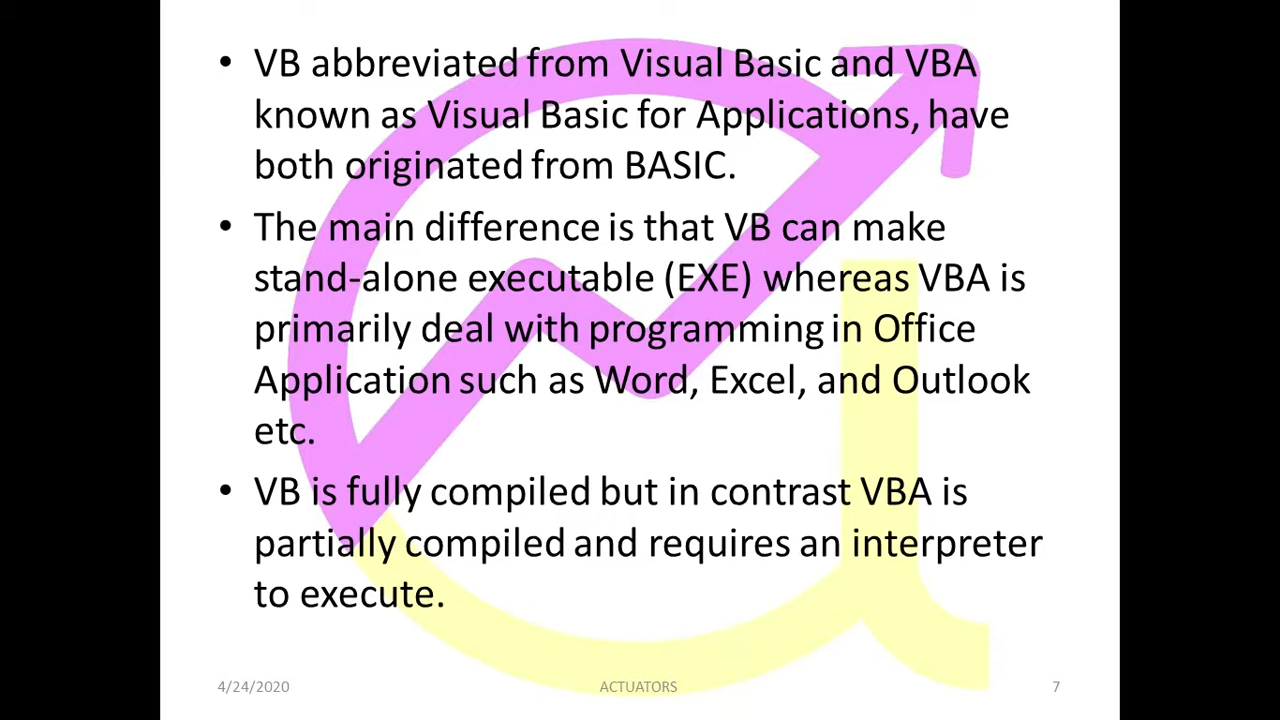 • VB abbreviated from Visual Basic and VBA
known as Visual Basic for Applications, have
both originated from BASIC.
• The main difference is that VB can make
stand-alone executable (EXE) whereas VBA is
primarily deal with programming in Office
Application such as Word, Excel, and Outlook
etc.
• VB is fully compiled but in contrast VBA is
partially compiled and requires an interpreter
to execute.
4/24/2020 ACTUATORS 7